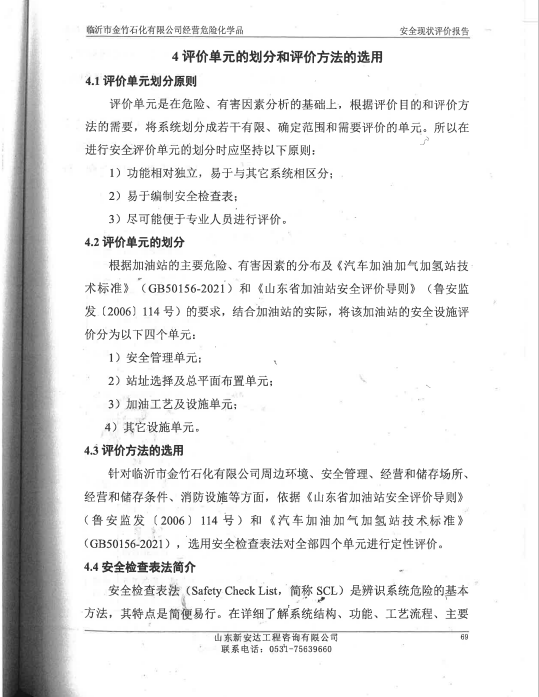 临沂市金竹石化有限公司经营危险化学品 安全现状评价报告
4 评价单元的划分和评价方法的选用
4.1 评价单元划分原则
评价单元是在危险、有害因素分析的基础上，根据评价目的和评价方
法的需要，将系统划分成若干有限、确定范围和需要评价的单元。所以在
进行安全评价单元的划分时应坚持以下原则：
1）功能相对独立，易于与其它系统相区分；
2）易于编制安全检查表；
3）尽可能便于专业人员进行评价。
4.2 评价单元的划分
根据加油站的主要危险、有害因素的分布及《汽车加油加气加氢站技
术标准》（GB50156-2021）和《山东省加油站安全评价导则》（鲁安监
发〔2006〕114 号）的要求，结合加油站的实际，将该加油站的安全设施评
价分为以下四个单元：
1）安全管理单元；
2）站址选择及总平面布置单元；
3）加油工艺及设施单元；
4）其它设施单元。
4.3 评价方法的选用
针对临沂市金竹石化有限公司周边环境、安全管理、经营和储存场所、
经营和储存条件、消防设施等方面，依据《山东省加油站安全评价导则》
（鲁安监发〔2006〕114 号）和《汽车加油加气加氢站技术标准》
（GB50156-2021），选用安全检查表法对全部四个单元进行定性评价。
4.4 安全检查表法简介
安全检查表法（Safety Check List，简称 SCL）是辨识系统危险的基本
方法，其特点是简便易行。在详细了解系统结构、功能、工艺流程、主要
山东新安达工程咨询有限公司 69
联系电话：0531-75639660